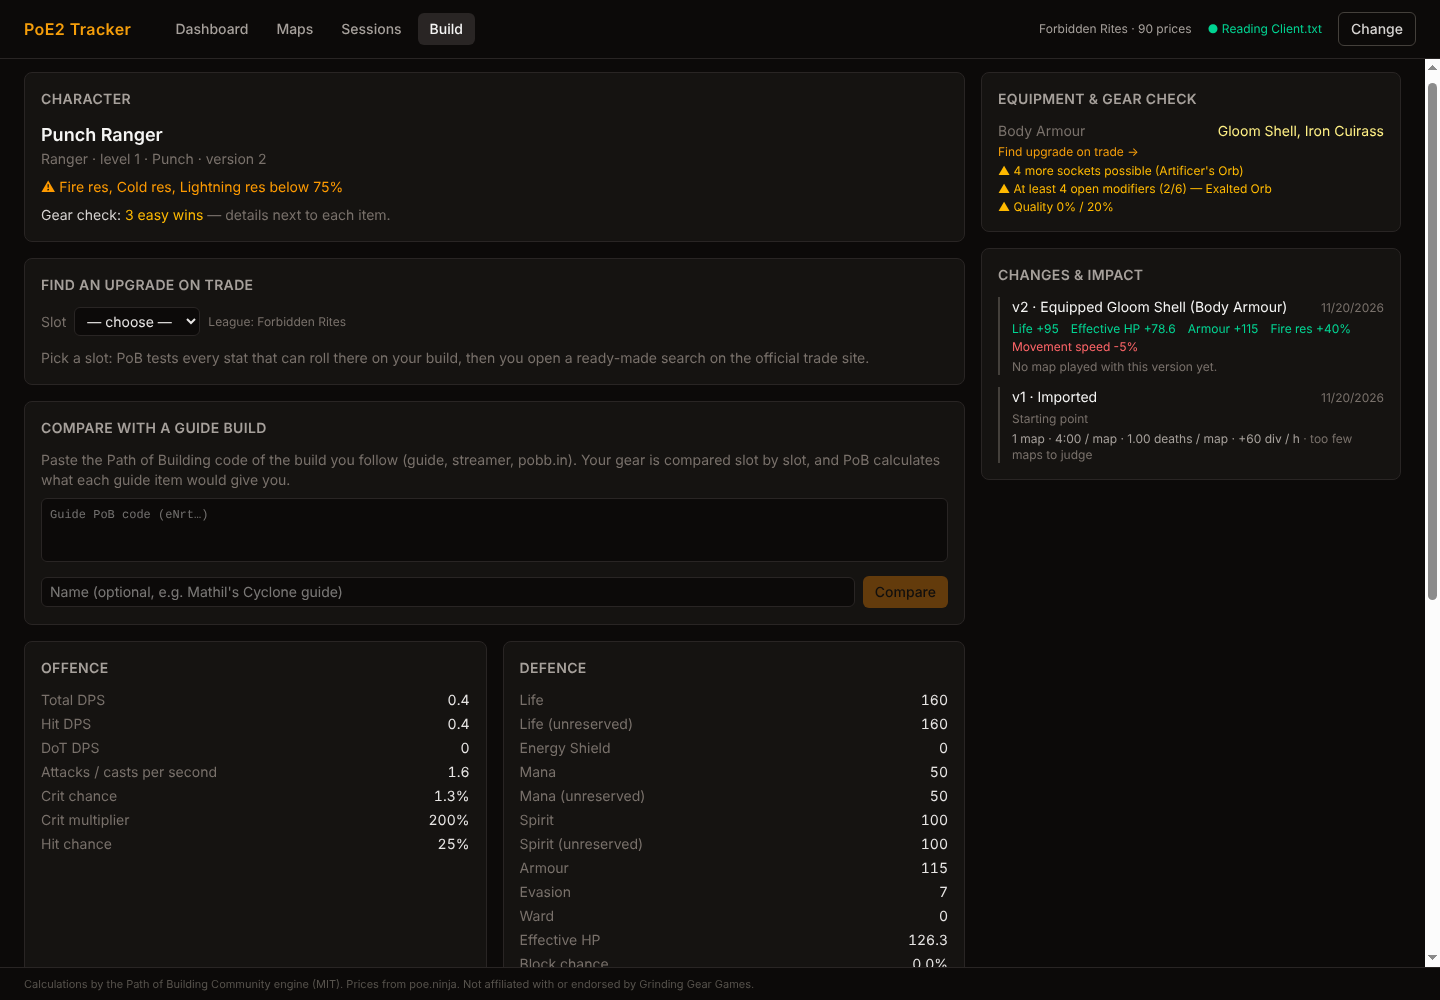 PoE2 Tracker
Dashboard
Maps
Sessions
Build
Forbidden Rites · 90 prices
● Reading Client.txt
Change
CHARACTER
Punch Ranger
Ranger · level 1 · Punch · version 2
⚠ Fire res, Cold res, Lightning res below 75%
Gear check: 3 easy wins — details next to each item.
FIND AN UPGRADE ON TRADE
Slot
— choose —
League: Forbidden Rites
Pick a slot: PoB tests every stat that can roll there on your build, then you open a ready-made search on the official trade site.
COMPARE WITH A GUIDE BUILD
Paste the Path of Building code of the build you follow (guide, streamer, pobb.in). Your gear is compared slot by slot, and PoB calculates
what each guide item would give you.
Guide PoB code (eNrt…)
Name (optional, e.g. Mathil's Cyclone guide)
Compare
OFFENCE
Total DPS 0.4
Hit DPS 0.4
DoT DPS 0
Attacks / casts per second 1.6
Crit chance 1.3%
Crit multiplier 200%
Hit chance 25%
DEFENCE
Life 160
Life (unreserved) 160
Energy Shield 0
Mana 50
Mana (unreserved) 50
Spirit 100
Spirit (unreserved) 100
Armour 115
Evasion 7
Ward 0
Effective HP 126.3
Block chance 0.0%
EQUIPMENT & GEAR CHECK
Body Armour Gloom Shell, Iron Cuirass
Find upgrade on trade →
▲ 4 more sockets possible (Artificer's Orb)
▲ At least 4 open modifiers (2/6) — Exalted Orb
▲ Quality 0% / 20%
CHANGES & IMPACT
v2 · Equipped Gloom Shell (Body Armour) 11/20/2026
Life +95 Effective HP +78.6 Armour +115 Fire res +40%
Movement speed -5%
No map played with this version yet.
v1 · Imported 11/20/2026
Starting point
1 map · 4:00 / map · 1.00 deaths / map · +60 div / h · too few
maps to judge
Calculations by the Path of Building Community engine (MIT). Prices from poe.ninja. Not affiliated with or endorsed by Grinding Gear Games.